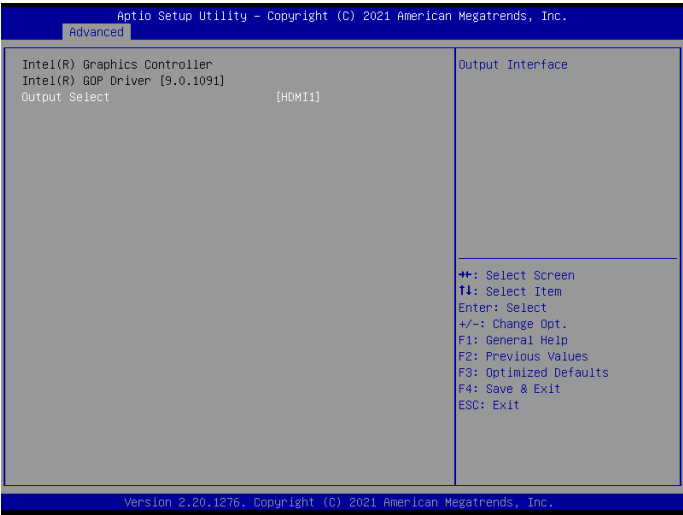 Aptio Setup Utility – Copyright (C) 2021 American Megatrends, Inc.
Advanced
Intel(R) Graphics Controller
Intel(R) GOP Driver [9.0.1091]
Output Select [HDMI1]
Output Interface
→←: Select Screen
↑↓: Select Item
Enter: Select
+/-: Change Opt.
F1: General Help
F2: Previous Values
F3: Optimized Defaults
F4: Save & Exit
ESC: Exit
Version 2.20.1276. Copyright (C) 2021 American Megatrends, Inc.